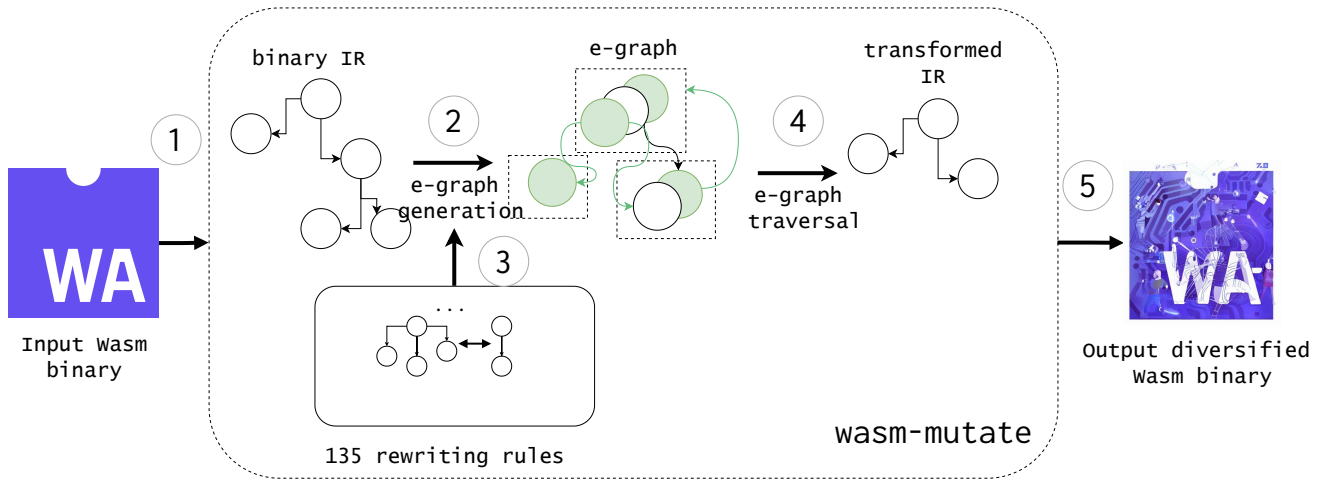 1
WA
Input Wasm
binary
binary IR
2
e-graph
generation
3
...
135 rewriting rules
e-graph
4
e-graph
traversal
transformed
IR
wasm-mutate
5
WA
Output diversified
Wasm binary